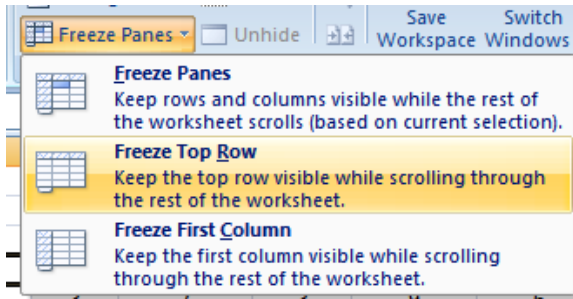 Save Switch
Freeze Panes Unhide Workspace Windows
Freeze Panes
Keep rows and columns visible while the rest of
the worksheet scrolls (based on current selection).
Freeze Top Row
Keep the top row visible while scrolling through
the rest of the worksheet.
Freeze First Column
Keep the first column visible while scrolling
through the rest of the worksheet.